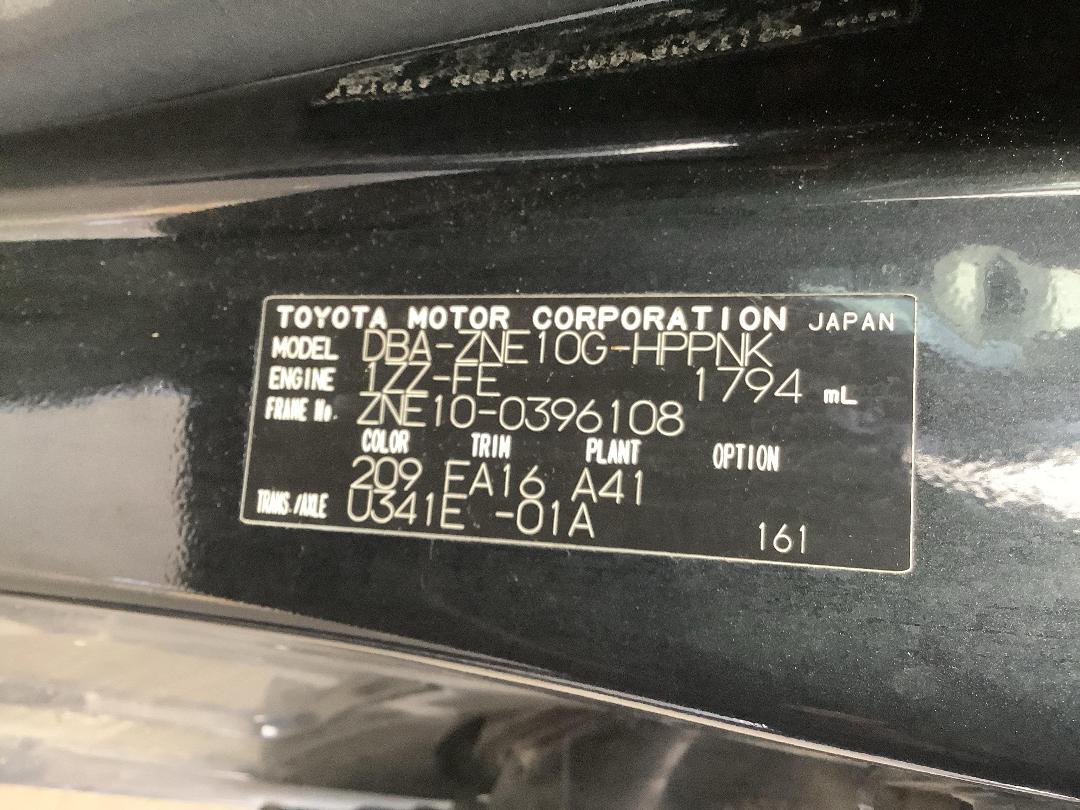 TOYOTA MOTOR CORPORATION JAPAN
MODEL DBA-ZNE10G-HPPNK
ENGINE 1ZZ-FE 1794 mL
FRAME No. ZNE10-0396108
COLOR TRIM PLANT OPTION
209 EA16 A41
TRANS./AXLE U341E -01A 161